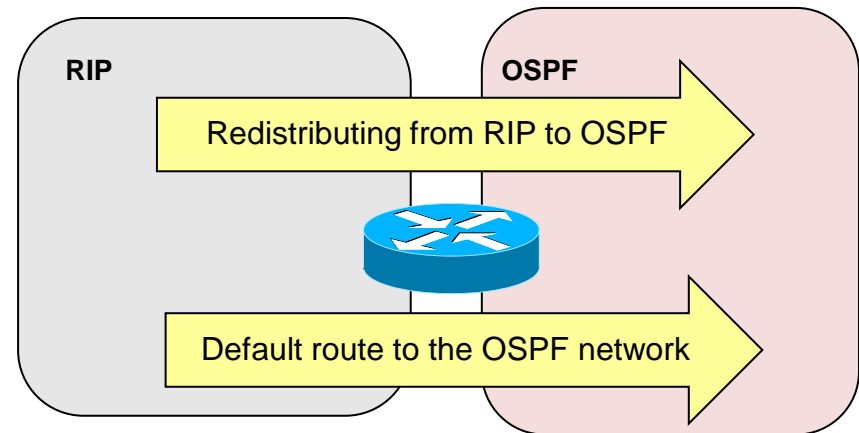 RIP
OSPF
Redistributing from RIP to OSPF
Default route to the OSPF network